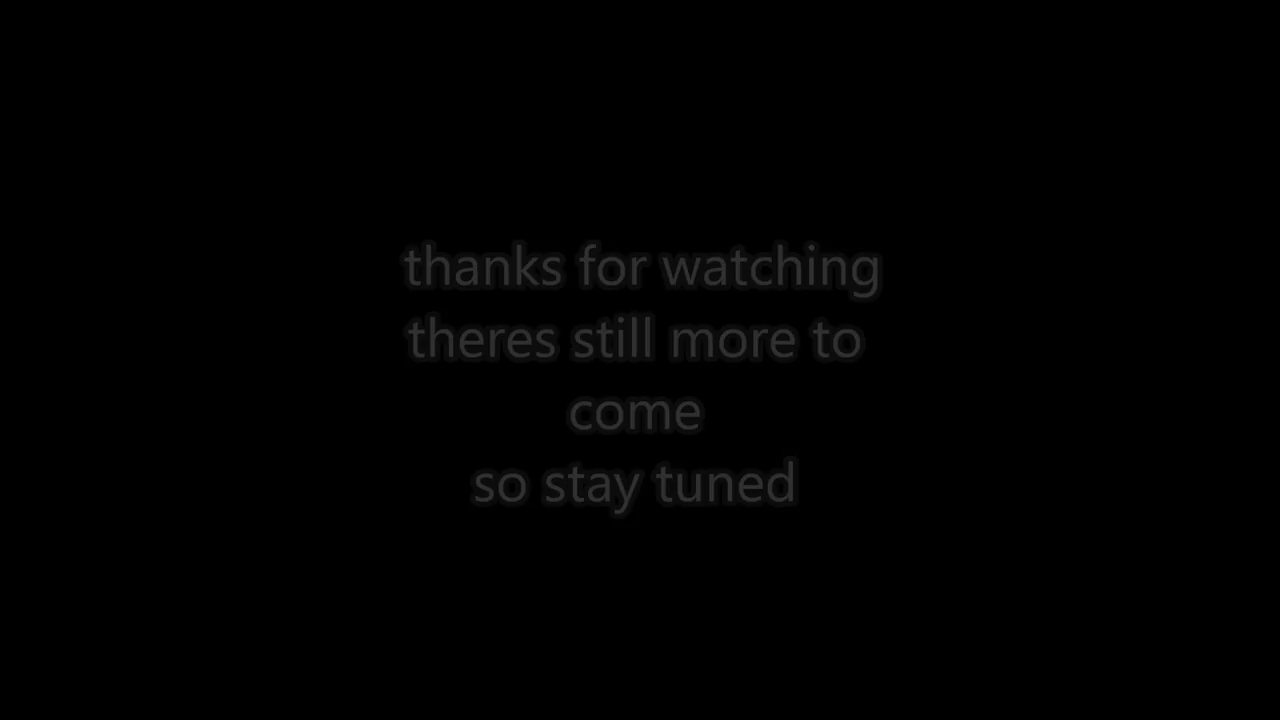 thanks for watching
theres still more to
come
so stay tuned